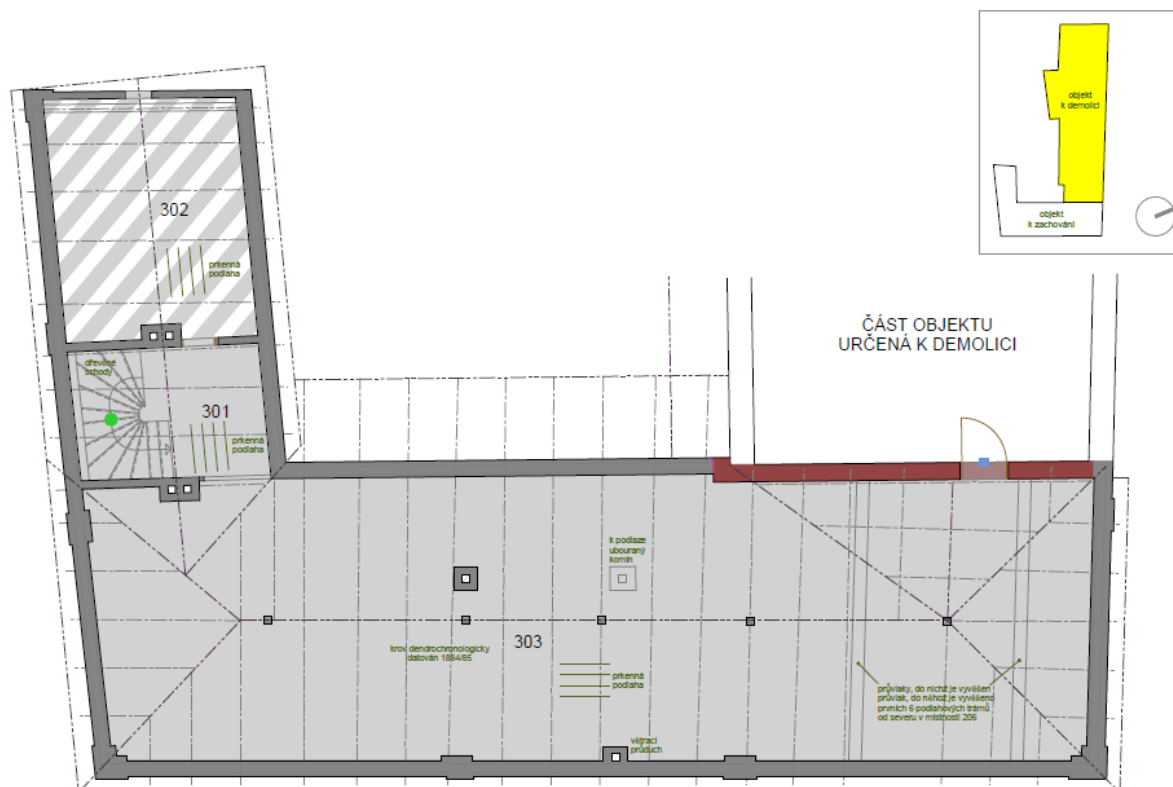 objekt
k demolici
objekt
k zachování
302
prkenná
podlaha
ČÁST OBJEKTU
URČENÁ K DEMOLICI
dřevěné
schody
301
prkenná
podlaha
k podlaze
ubouraný
komín
303
krov dendrochronologicky
datován 1884/85
prkenná
podlaha
průvlaky, do nichž je vyvěšen
průvlak, do něhož je vyvěšeno
prvních 6 podlahových trámů
od severu v místnosti 206
větrací
průduch